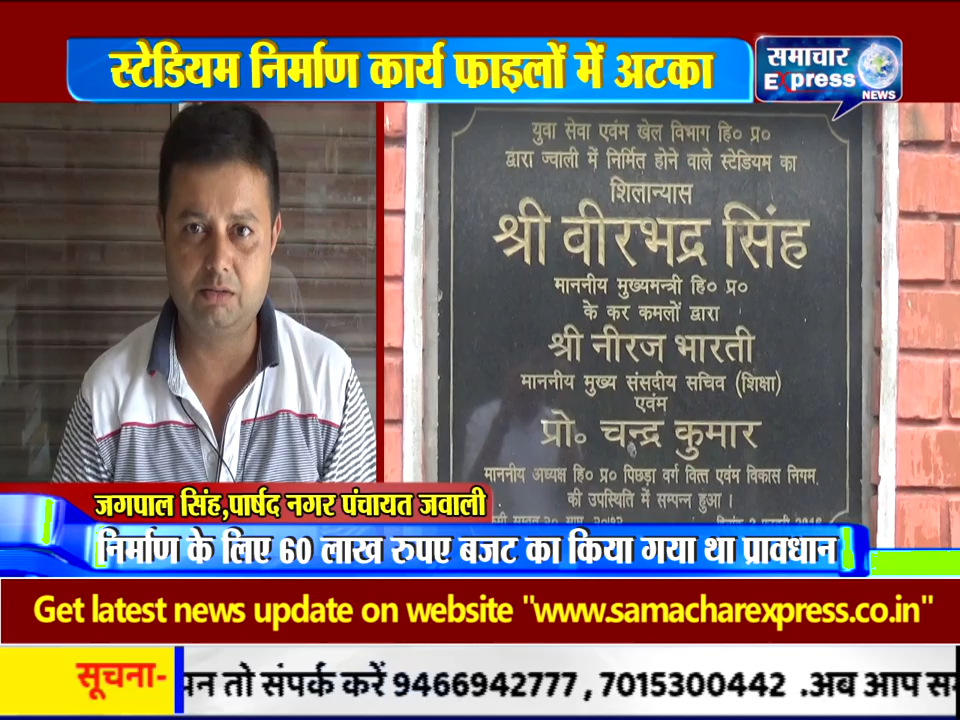 स्टेडियम निर्माण कार्य फाइलों में अटका
समाचार
Express
NEWS
युवा सेवा एवंम खेल विभाग हि० प्र०
द्वारा ज्वाली में निर्मित होने वाले स्टेडियम का
शिलान्यास
श्री वीरभद्र सिंह
माननीय मुख्यमन्त्री हि० प्र०
के कर कमलों द्वारा
श्री नीरज भारती
माननीय मुख्य संसदीय सचिव (शिक्षा)
एवंम
प्रो० चन्द्र कुमार
माननीय अध्यक्ष हि० प्र० पिछड़ा वर्ग वित्त एवंम विकास निगम,
की उपस्थिति में सम्पन्न हुआ ।
जगपाल सिंह,पार्षद नगर पंचायत जवाली
निर्माण के लिए 60 लाख रुपए बजट का किया गया था प्रावधान
Get latest news update on website "www.samacharexpress.co.in"
सूचना- तो संपर्क करें 9466942777 , 7015300442 .अब आप